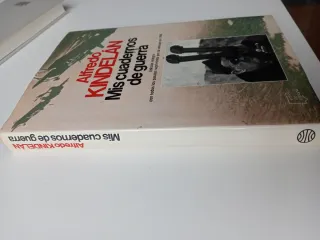 Alfredo
KINDELÁN
Mis cuadernos
de guerra
Alfredo KINDELÁN
Mis cuadernos de guerra